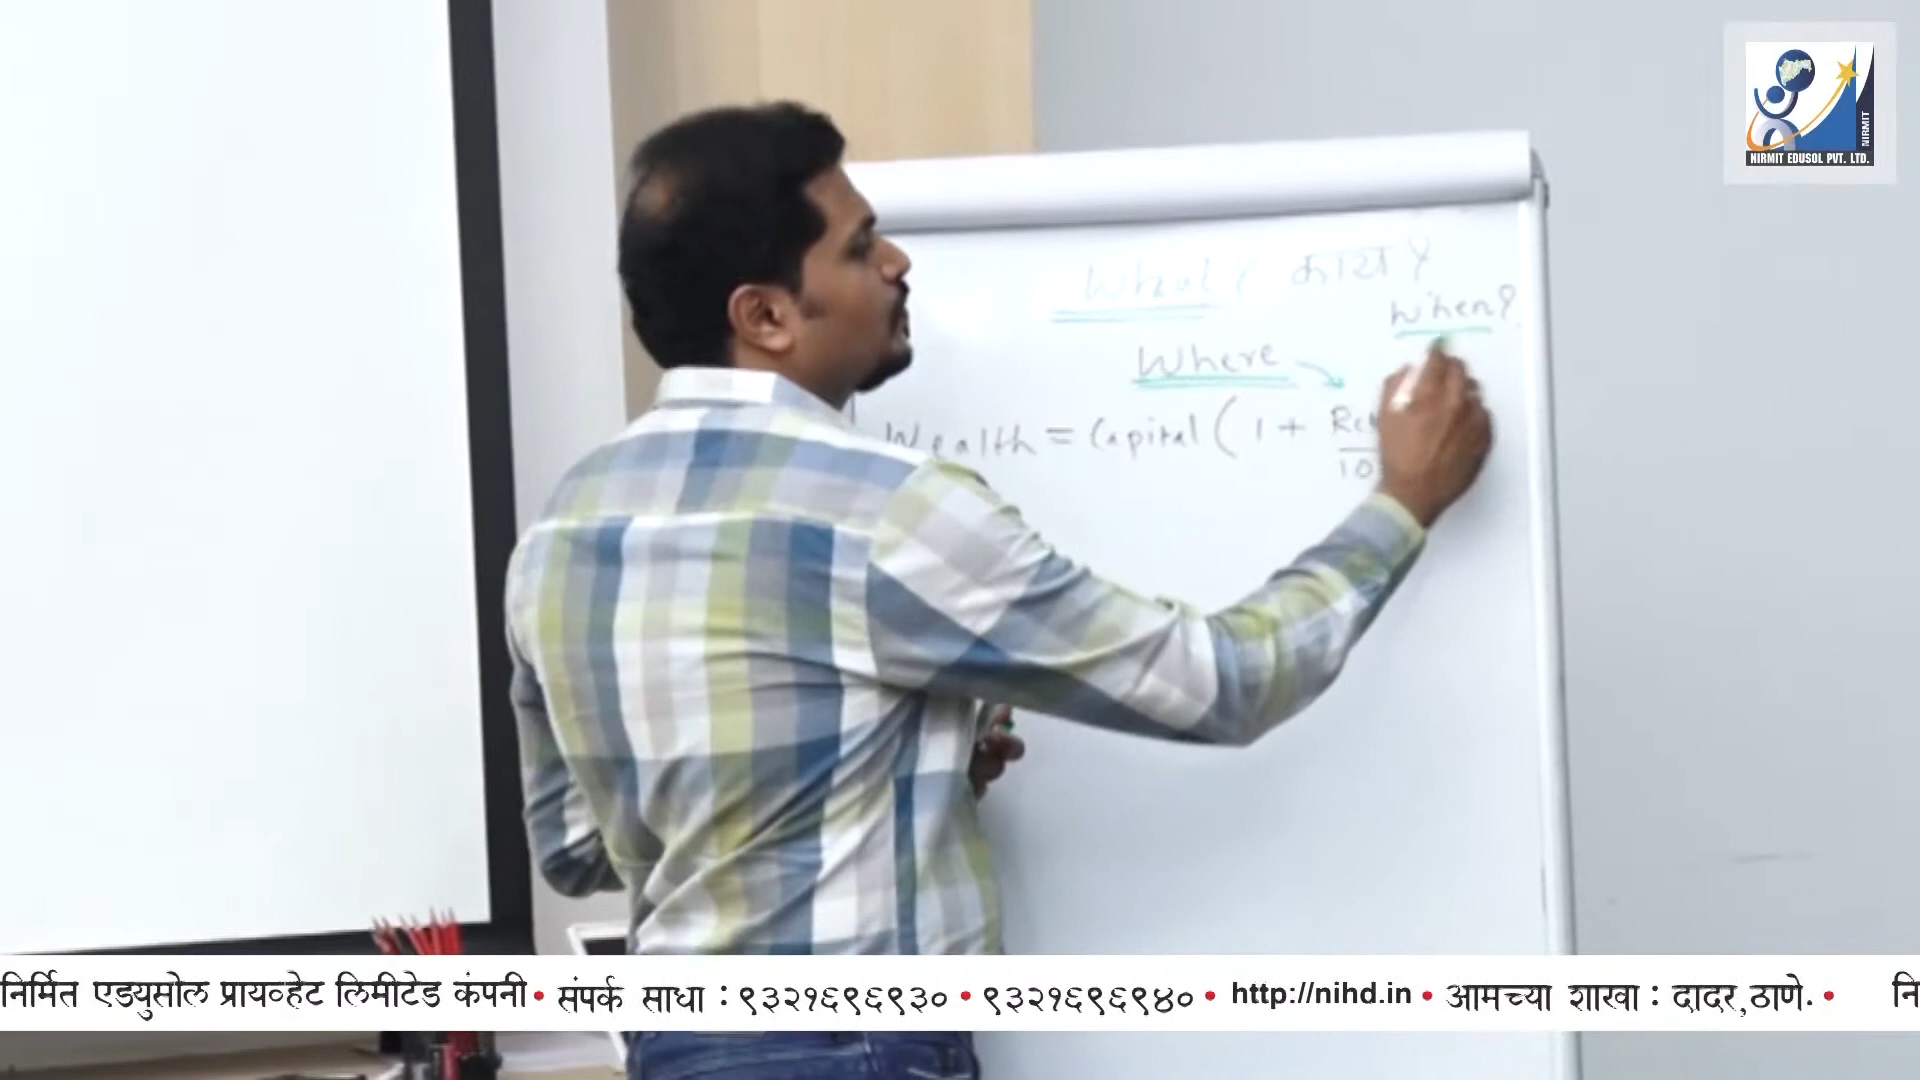 NIRMIT
NIRMIT EDUSOL PVT. LTD.
What? काय?
When?
Where
Wealth = Capital ( 1 +
10
निर्मित एड्युसोल प्रायव्हेट लिमीटेड कंपनी • संपर्क साधा : ९३२१६९६९३० • ९३२१६९६९४० • http://nihd.in • आमच्या शाखा : दादर,ठाणे. • नि